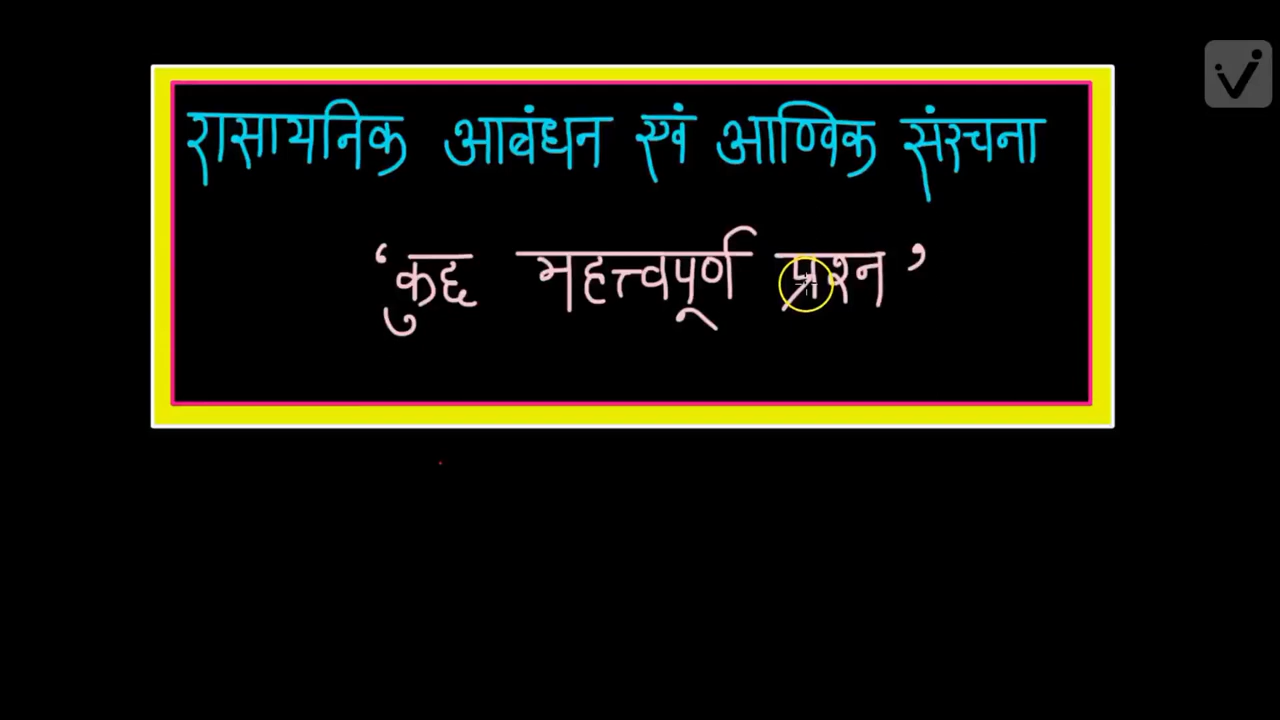 रासायनिक आबंधन एवं आण्विक संरचना
‘कुछ महत्त्वपूर्ण प्रश्न’